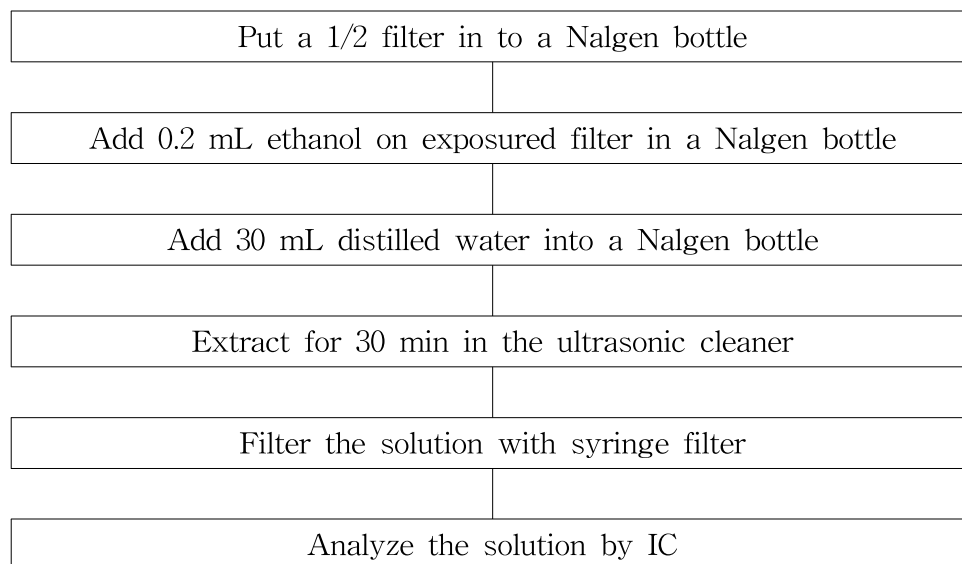 Put a 1/2 filter in to a Nalgen bottle
Add 0.2 mL ethanol on exposured filter in a Nalgen bottle
Add 30 mL distilled water into a Nalgen bottle
Extract for 30 min in the ultrasonic cleaner
Filter the solution with syringe filter
Analyze the solution by IC